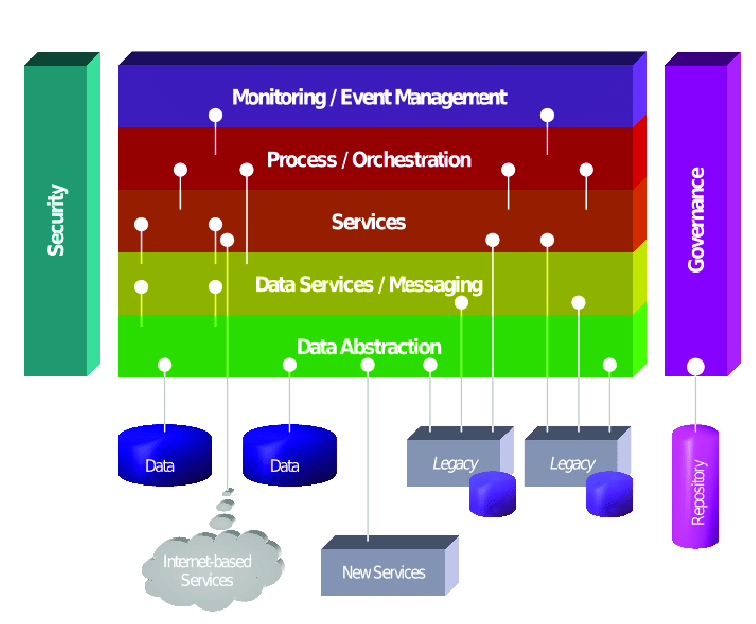 Security
Monitoring / Event Management
Process / Orchestration
Services
Data Services / Messaging
Data Abstraction
Governance
Data
Data
Legacy
Legacy
Repository
Internet-based
Services
New Services